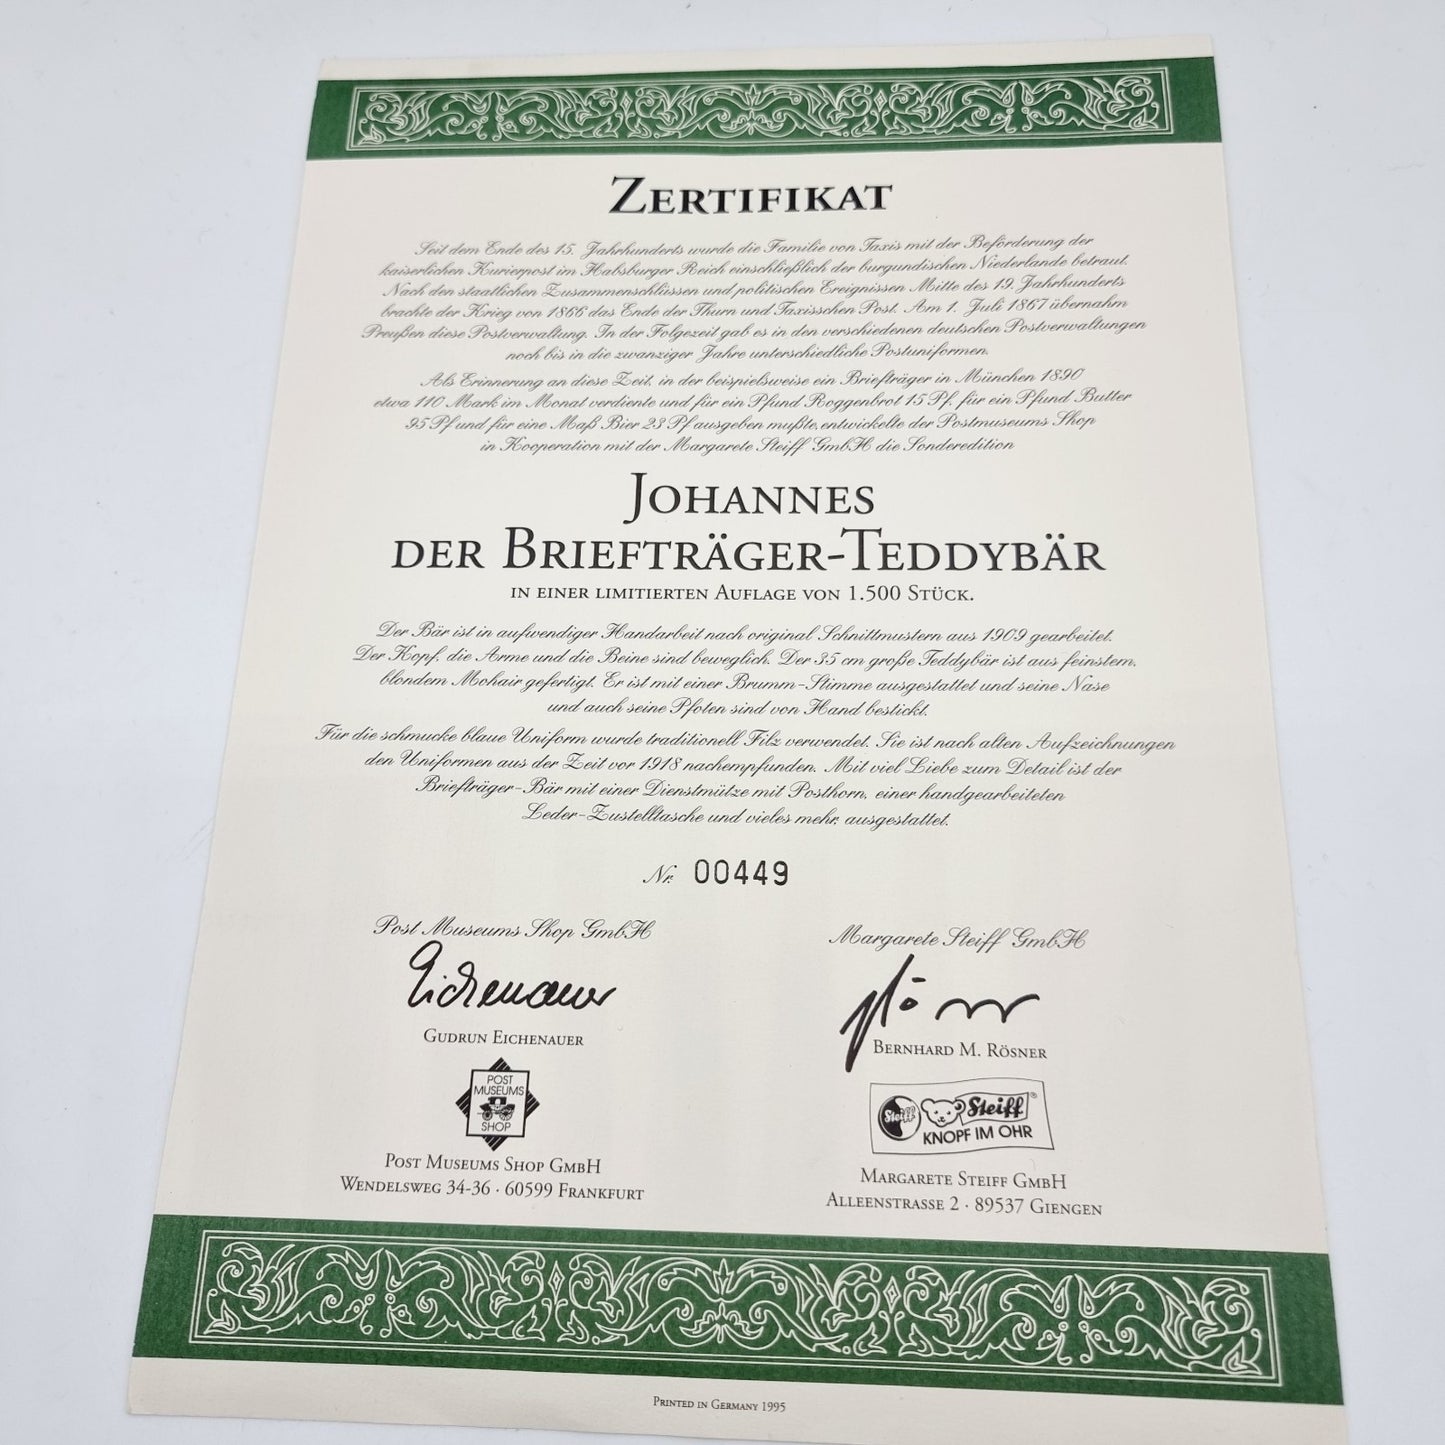 ZERTIFIKAT
Seit dem Ende des 15. Jahrhunderts wurde die Familie von Taxis mit der Beförderung der
kaiserlichen Kurierpost im Habsburger Reich einschließlich der burgundischen Niederlande betraut.
Nach den staatlichen Zusammenschlüssen und politischen Ereignissen Mitte des 19. Jahrhunderts
brachte der Krieg von 1866 das Ende der Thurn und Taxisschen Post. Am 1. Juli 1867 übernahm
Preußen diese Postverwaltung. In der Folgezeit gab es in den verschiedenen deutschen Postverwaltungen
noch bis in die zwanziger Jahre unterschiedliche Postuniformen.
Als Erinnerung an diese Zeit, in der beispielsweise ein Briefträger in München 1890
etwa 110 Mark im Monat verdiente und für ein Pfund Roggenbrot 15 Pf, für ein Pfund Butter
95 Pf und für eine Maß Bier 23 Pf ausgeben mußte, entwickelte der Postmuseums Shop
in Kooperation mit der Margarete Steiff GmbH die Sonderedition
JOHANNES
DER BRIEFTRÄGER-TEDDYBÄR
IN EINER LIMITIERTEN AUFLAGE VON 1.500 STÜCK.
Der Bär ist in aufwendiger Handarbeit nach original Schnittmustern aus 1909 gearbeitet.
Der Kopf, die Arme und die Beine sind beweglich. Der 35 cm große Teddybär ist aus feinstem,
blondem Mohair gefertigt. Er ist mit einer Brumm-Stimme ausgestattet und seine Nase
und auch seine Pfoten sind von Hand bestickt.
Für die schmucke blaue Uniform wurde traditionell Filz verwendet. Sie ist nach alten Aufzeichnungen
den Uniformen aus der Zeit vor 1918 nachempfunden. Mit viel Liebe zum Detail ist der
Briefträger-Bär mit einer Dienstmütze mit Posthorn, einer handgearbeiteten
Leder-Zustelltasche und vieles mehr, ausgestattet.
Nr. 00449
Post Museums Shop GmbH
Eichenauer
GUDRUN EICHENAUER
POST
MUSEUMS
SHOP
POST MUSEUMS SHOP GMBH
WENDELSWEG 34-36 · 60599 FRANKFURT
Margarete Steiff GmbH
BERNHARD M. RÖSNER
Steiff
Steiff®
KNOPF IM OHR
MARGARETE STEIFF GMBH
ALLEENSTRASSE 2 · 89537 GIENGEN
PRINTED IN GERMANY 1995